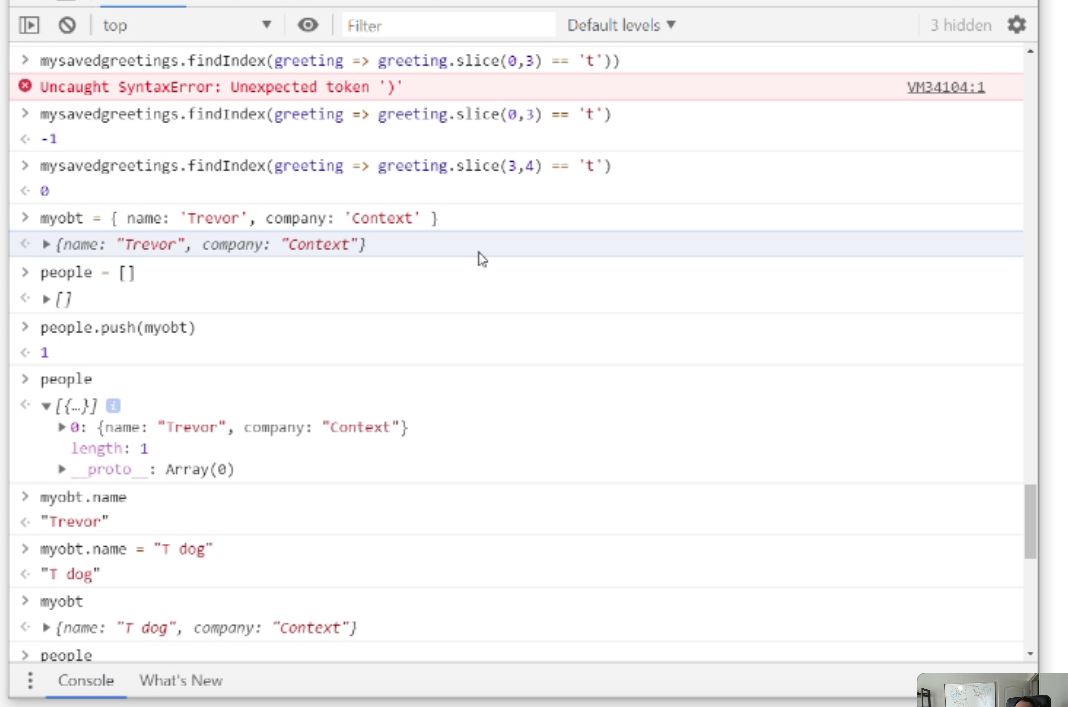 top Filter Default levels 3 hidden
mysavedgreetings.findIndex(greeting => greeting.slice(0,3) == 't'))
Uncaught SyntaxError: Unexpected token ')' VM34104:1
mysavedgreetings.findIndex(greeting => greeting.slice(0,3) == 't')
-1
mysavedgreetings.findIndex(greeting => greeting.slice(3,4) == 't')
0
myobt = { name: 'Trevor', company: 'Context' }
{name: "Trevor", company: "Context"}
people = []
[]
people.push(myobt)
1
people
[{…}]
0: {name: "Trevor", company: "Context"}
length: 1
__proto__: Array(0)
myobt.name
"Trevor"
myobt.name = "T dog"
"T dog"
myobt
{name: "T dog", company: "Context"}
people
Console What's New